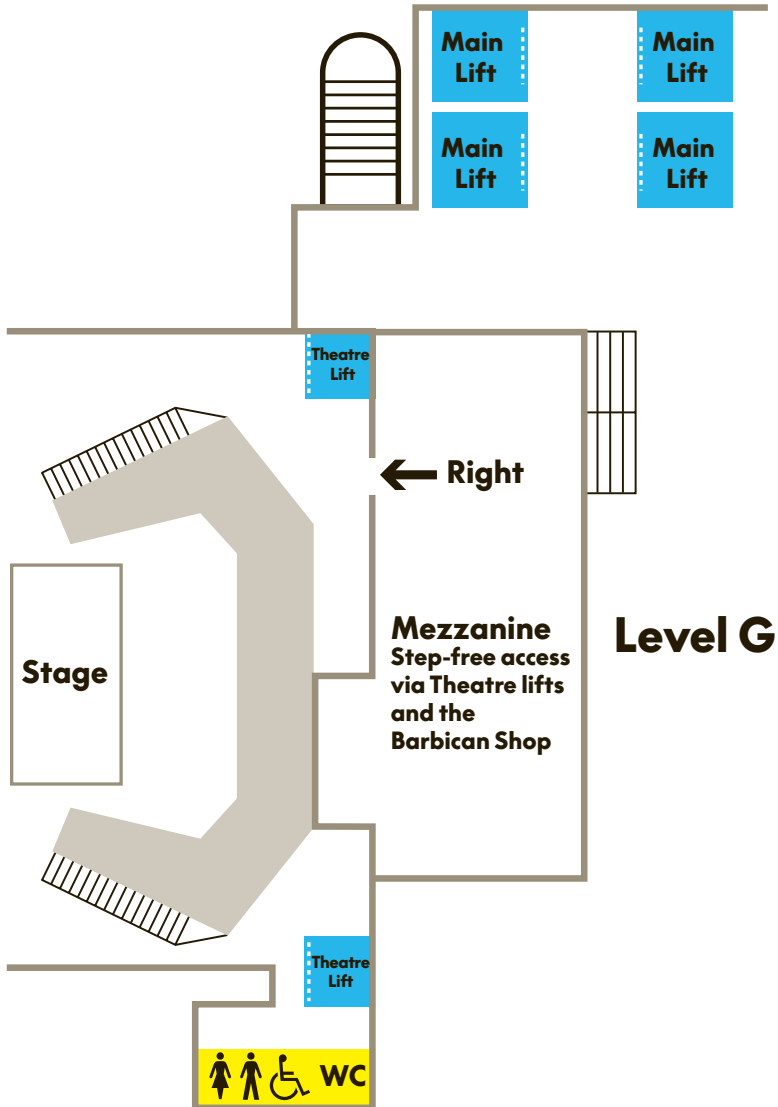 Main
Lift
Main
Lift
Main
Lift
Main
Lift
Theatre
Lift
Right
Mezzanine
Step-free access
via Theatre lifts
and the
Barbican Shop
Level G
Stage
Theatre
Lift
WC